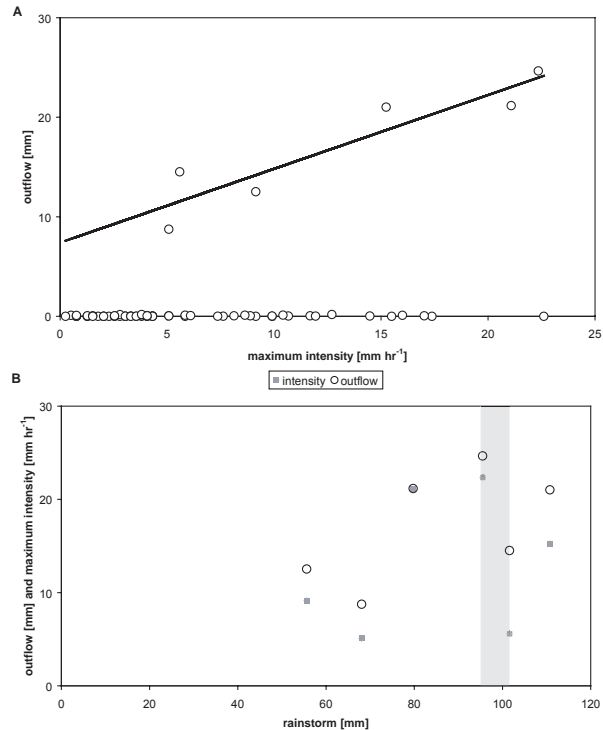 A
30
20
10
0
outflow [mm]
0 5 10 15 20 25
maximum intensity [mm hr-1]
B
intensity outflow
30
20
10
0
outflow [mm] and maximum intensity [mm hr-1]
0 20 40 60 80 100 120
rainstorm [mm]